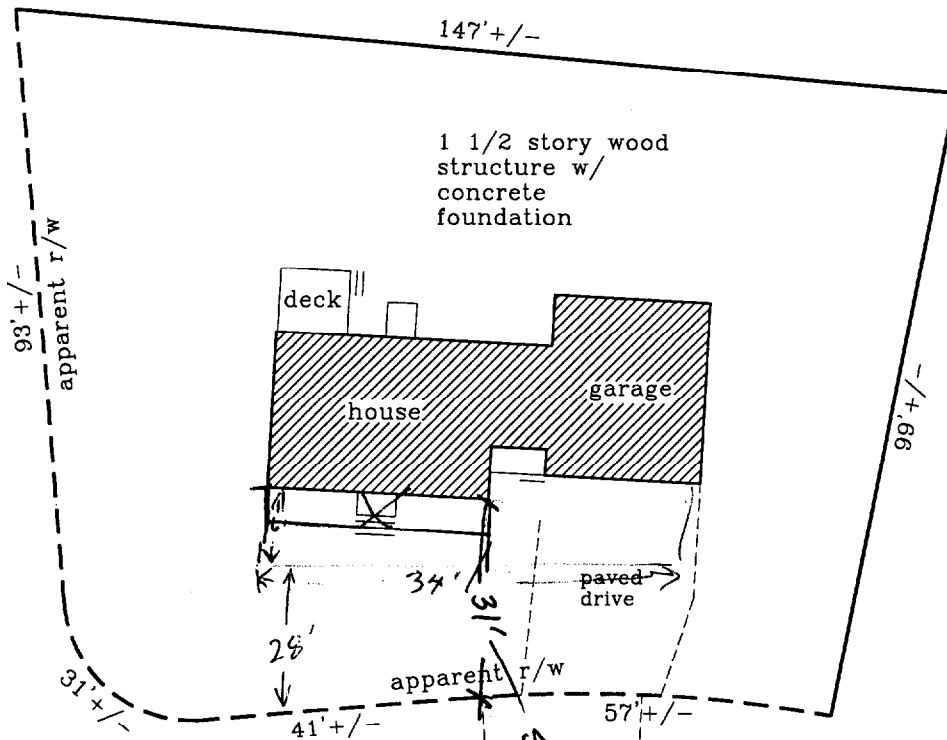 147'+/-
1 1/2 story wood
structure w/
concrete
foundation
93'+/-
apparent r/w
deck
house
garage
99'+/-
34'
31'
paved
drive
28'
apparent r/w
31'+/-
41'+/-
57'+/-